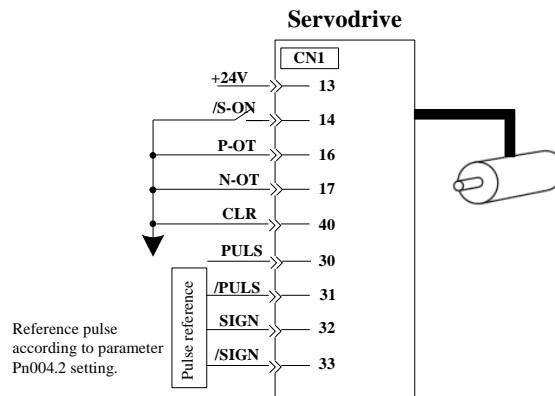 Servodrive
CN1
+24V 13
/S-ON 14
P-OT 16
N-OT 17
CLR 40
PULS 30
/PULS 31
SIGN 32
/SIGN 33
Pulse reference
Reference pulse
according to parameter
Pn004.2 setting.